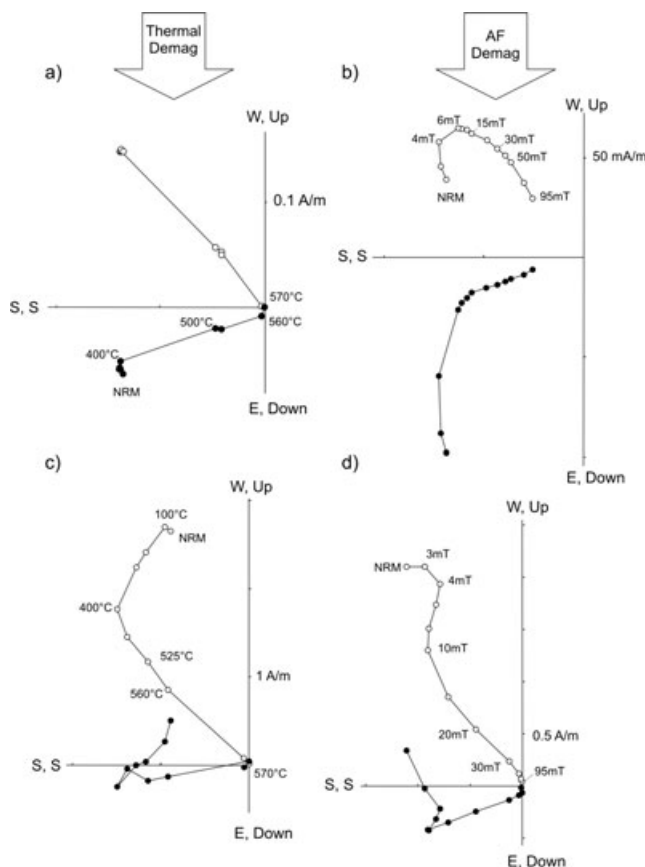 Thermal
Demag
AF
Demag
a)
b)
W, Up
0.1 A/m
S, S
570°C
560°C
500°C
400°C
NRM
E, Down
W, Up
6mT
15mT
4mT
30mT
50mT
50 mA/m
NRM
95mT
S, S
E, Down
c)
W, Up
100°C
NRM
400°C
525°C
1 A/m
560°C
S, S
570°C
E, Down
d)
W, Up
NRM
3mT
4mT
10mT
20mT
0.5 A/m
30mT
95mT
S, S
E, Down